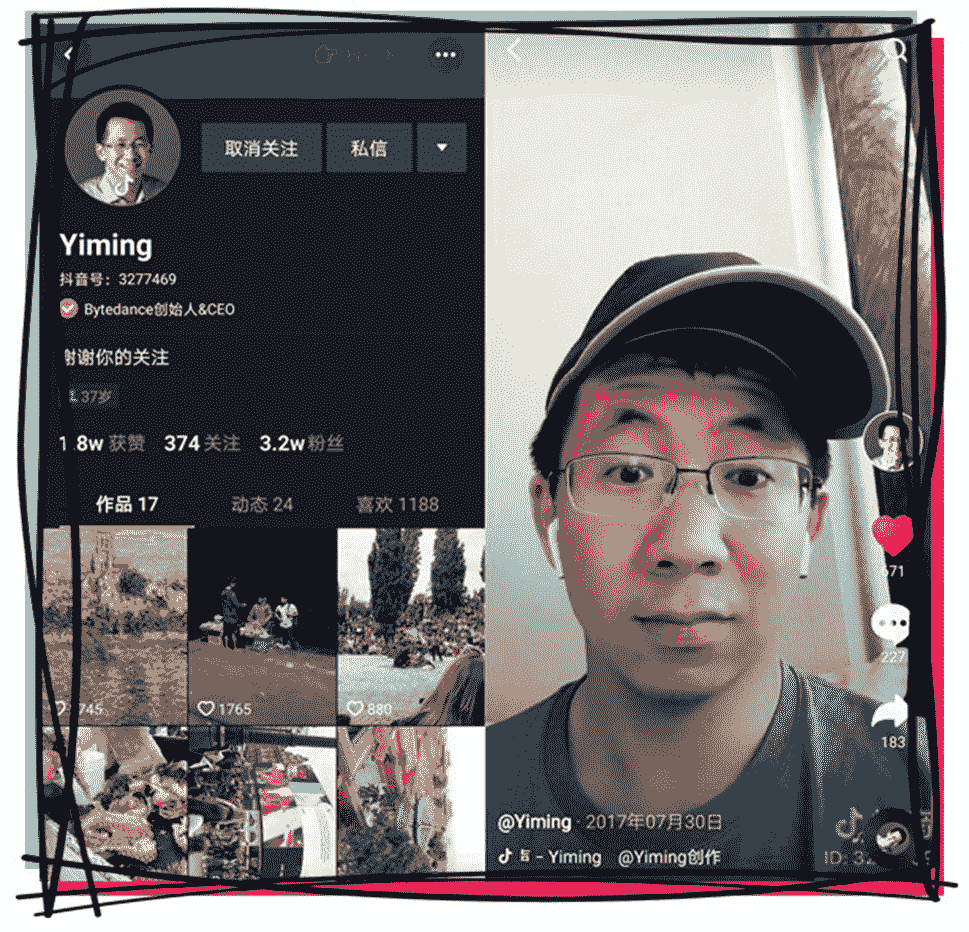 取消关注 私信
Yiming
抖音号：3277469
Bytedance创始人&CEO
谢你的关注
37岁
.8w 获赞 374 关注 3.2w 粉丝
作品 17 动态 24 喜欢 1188
745 1765 880
671
227
183
@Yiming · 2017年07月30日
- Yiming @Yiming创作
ID: 32